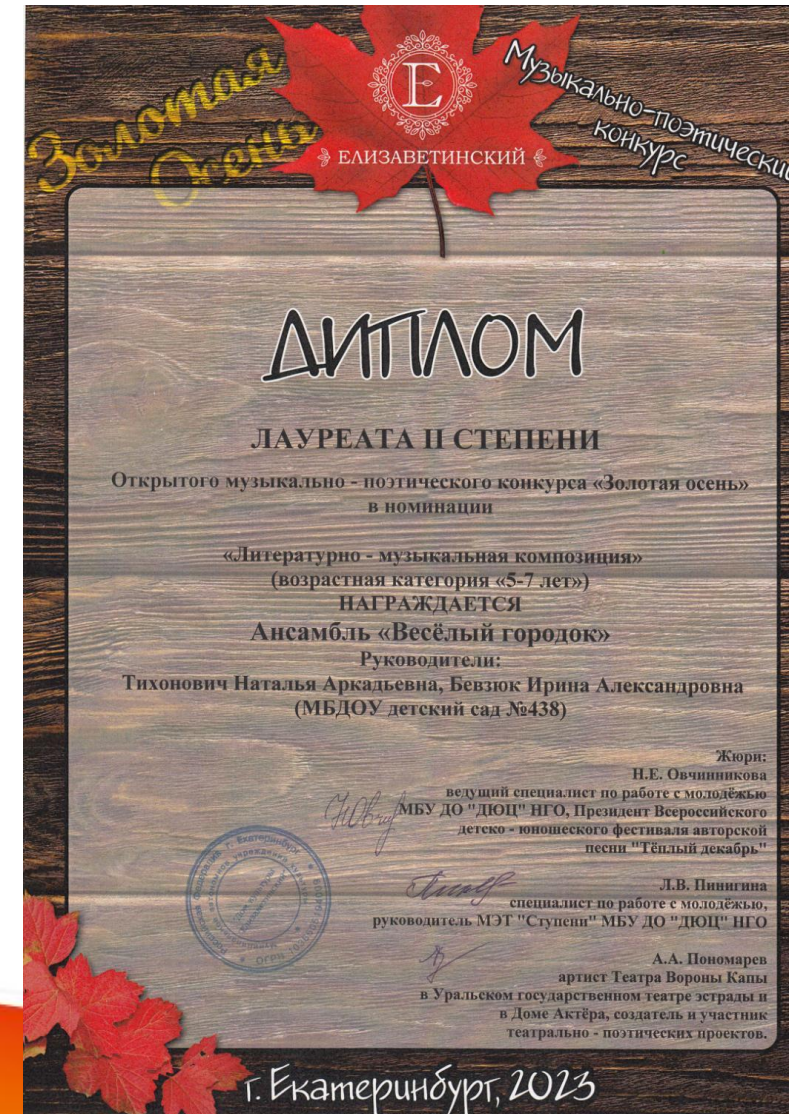 Золотая
Осень
Е
ЕЛИЗАВЕТИНСКИЙ
Музыкально-поэтический
конкурс
ДИПЛОМ
ЛАУРЕАТА II СТЕПЕНИ
Открытого музыкально - поэтического конкурса «Золотая осень»
в номинации
«Литературно - музыкальная композиция»
(возрастная категория «5-7 лет»)
НАГРАЖДАЕТСЯ
Ансамбль «Весёлый городок»
Руководители:
Тихонович Наталья Аркадьевна, Бевзюк Ирина Александровна
(МБДОУ детский сад №438)
Жюри:
Н.Е. Овчинникова
ведущий специалист по работе с молодёжью
МБУ ДО "ДЮЦ" НГО, Президент Всероссийского
детско - юношеского фестиваля авторской
песни "Тёплый декабрь"
Л.В. Пинигина
специалист по работе с молодёжью,
руководитель МЭТ "Ступени" МБУ ДО "ДЮЦ" НГО
А.А. Пономарев
артист Театра Вороны Капы
в Уральском государственном театре эстрады и
в Доме Актёра, создатель и участник
театрально - поэтических проектов.
г. Екатеринбург, 2023